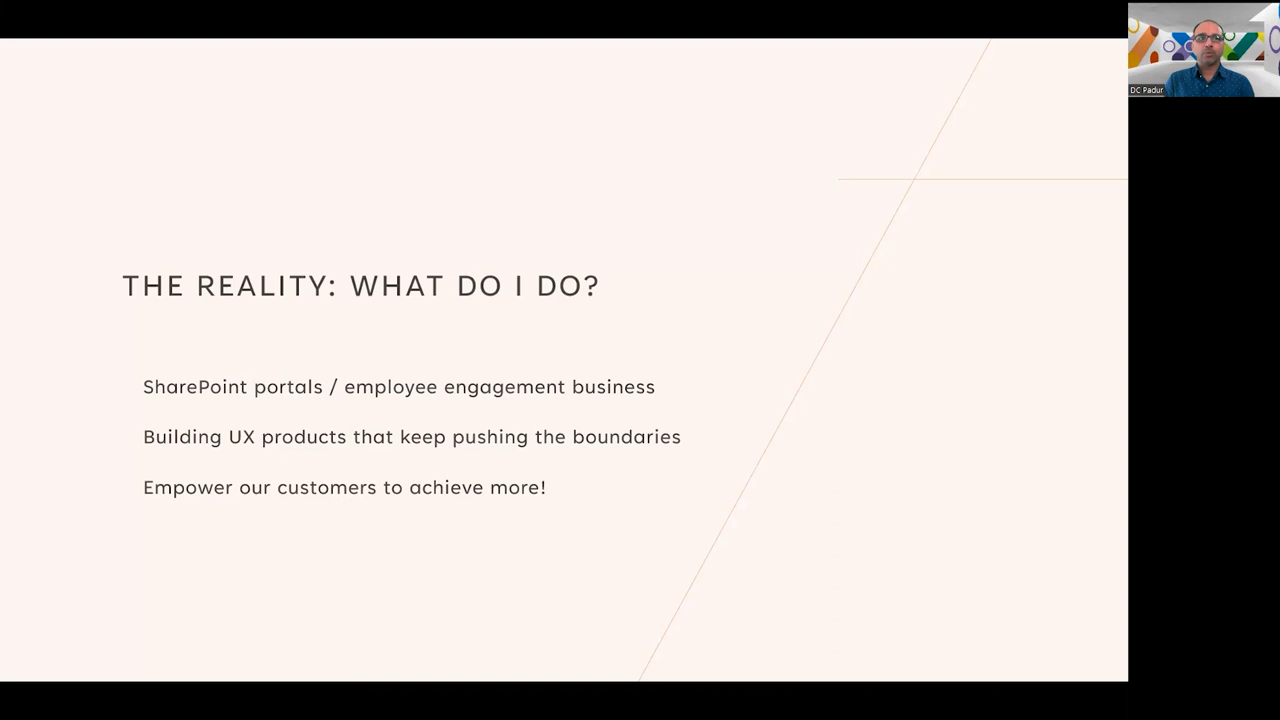 THE REALITY: WHAT DO I DO?
SharePoint portals / employee engagement business
Building UX products that keep pushing the boundaries
Empower our customers to achieve more!
DC Padur